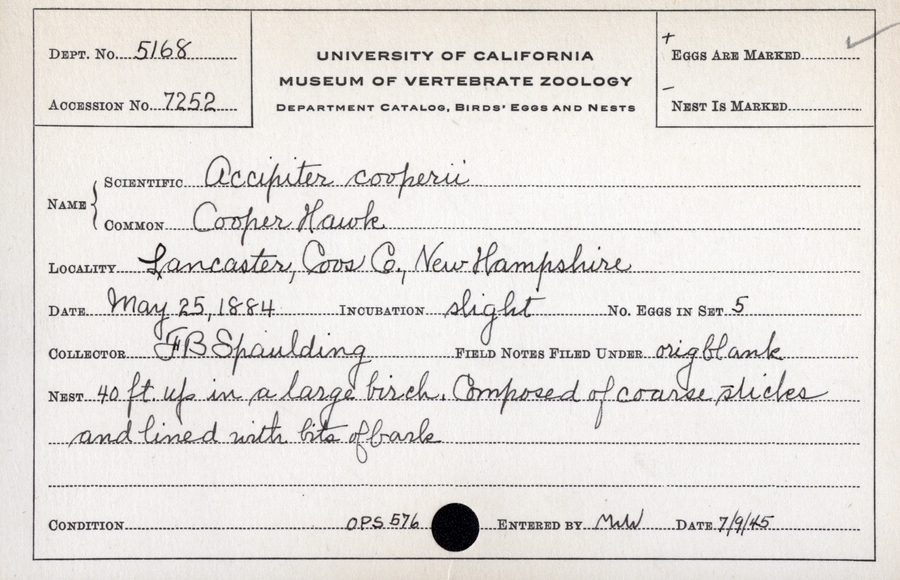 DEPT. NO. 5168
ACCESSION NO. 7252
UNIVERSITY OF CALIFORNIA
MUSEUM OF VERTEBRATE ZOOLOGY
DEPARTMENT CATALOG, BIRDS' EGGS AND NESTS
+
EGGS ARE MARKED ✓
–
NEST IS MARKED
NAME { SCIENTIFIC Accipiter cooperii
COMMON Cooper Hawk
LOCALITY Lancaster, Coos Co., New Hampshire
DATE May 25, 1884 INCUBATION slight NO. EGGS IN SET 5
COLLECTOR FB Spaulding FIELD NOTES FILED UNDER orig blank
NEST 40 ft. up in a large birch. Composed of coarse sticks
and lined with bits of bark
CONDITION OPS 576 ENTERED BY DATE 7/9/45